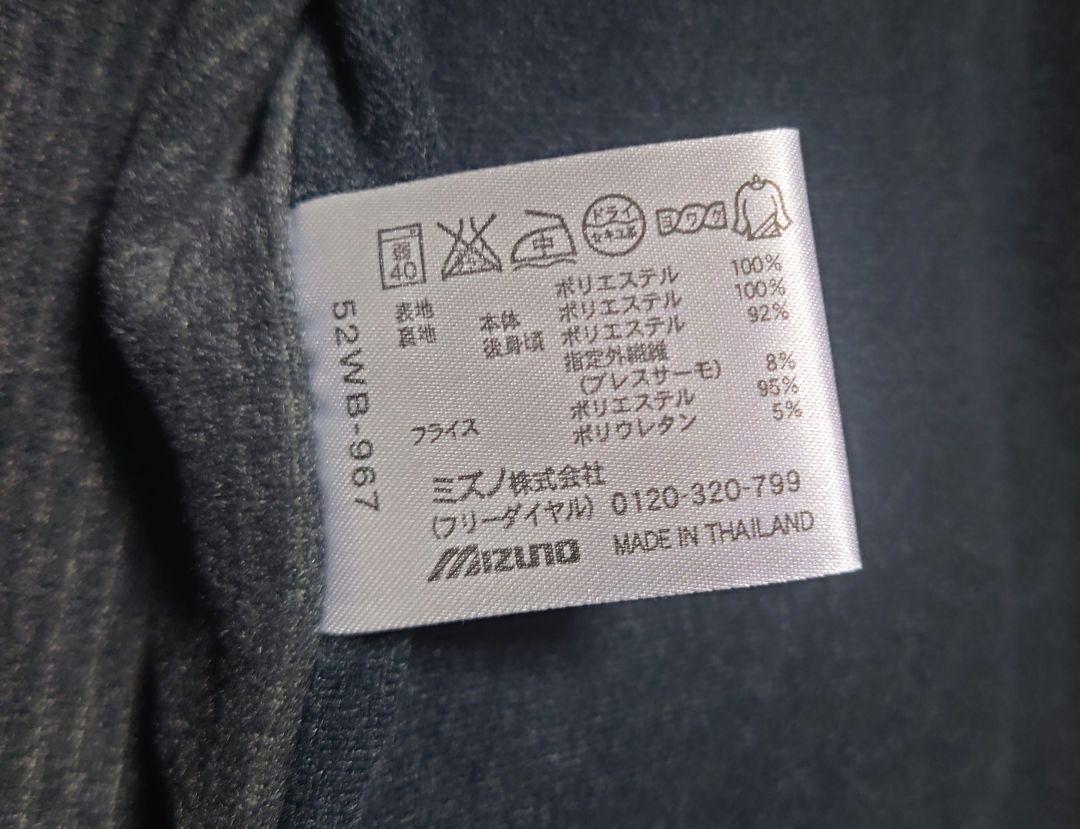 弱
40
中
ドライ
セキユ系
ヨワク
表地 ポリエステル 100%
裏地 本体 ポリエステル 100%
後身頃 ポリエステル 92%
指定外繊維
(ブレスサーモ) 8%
フライス ポリエステル 95%
ポリウレタン 5%
ミズノ株式会社
(フリーダイヤル) 0120-320-799
MIZUNO MADE IN THAILAND
52WB-967